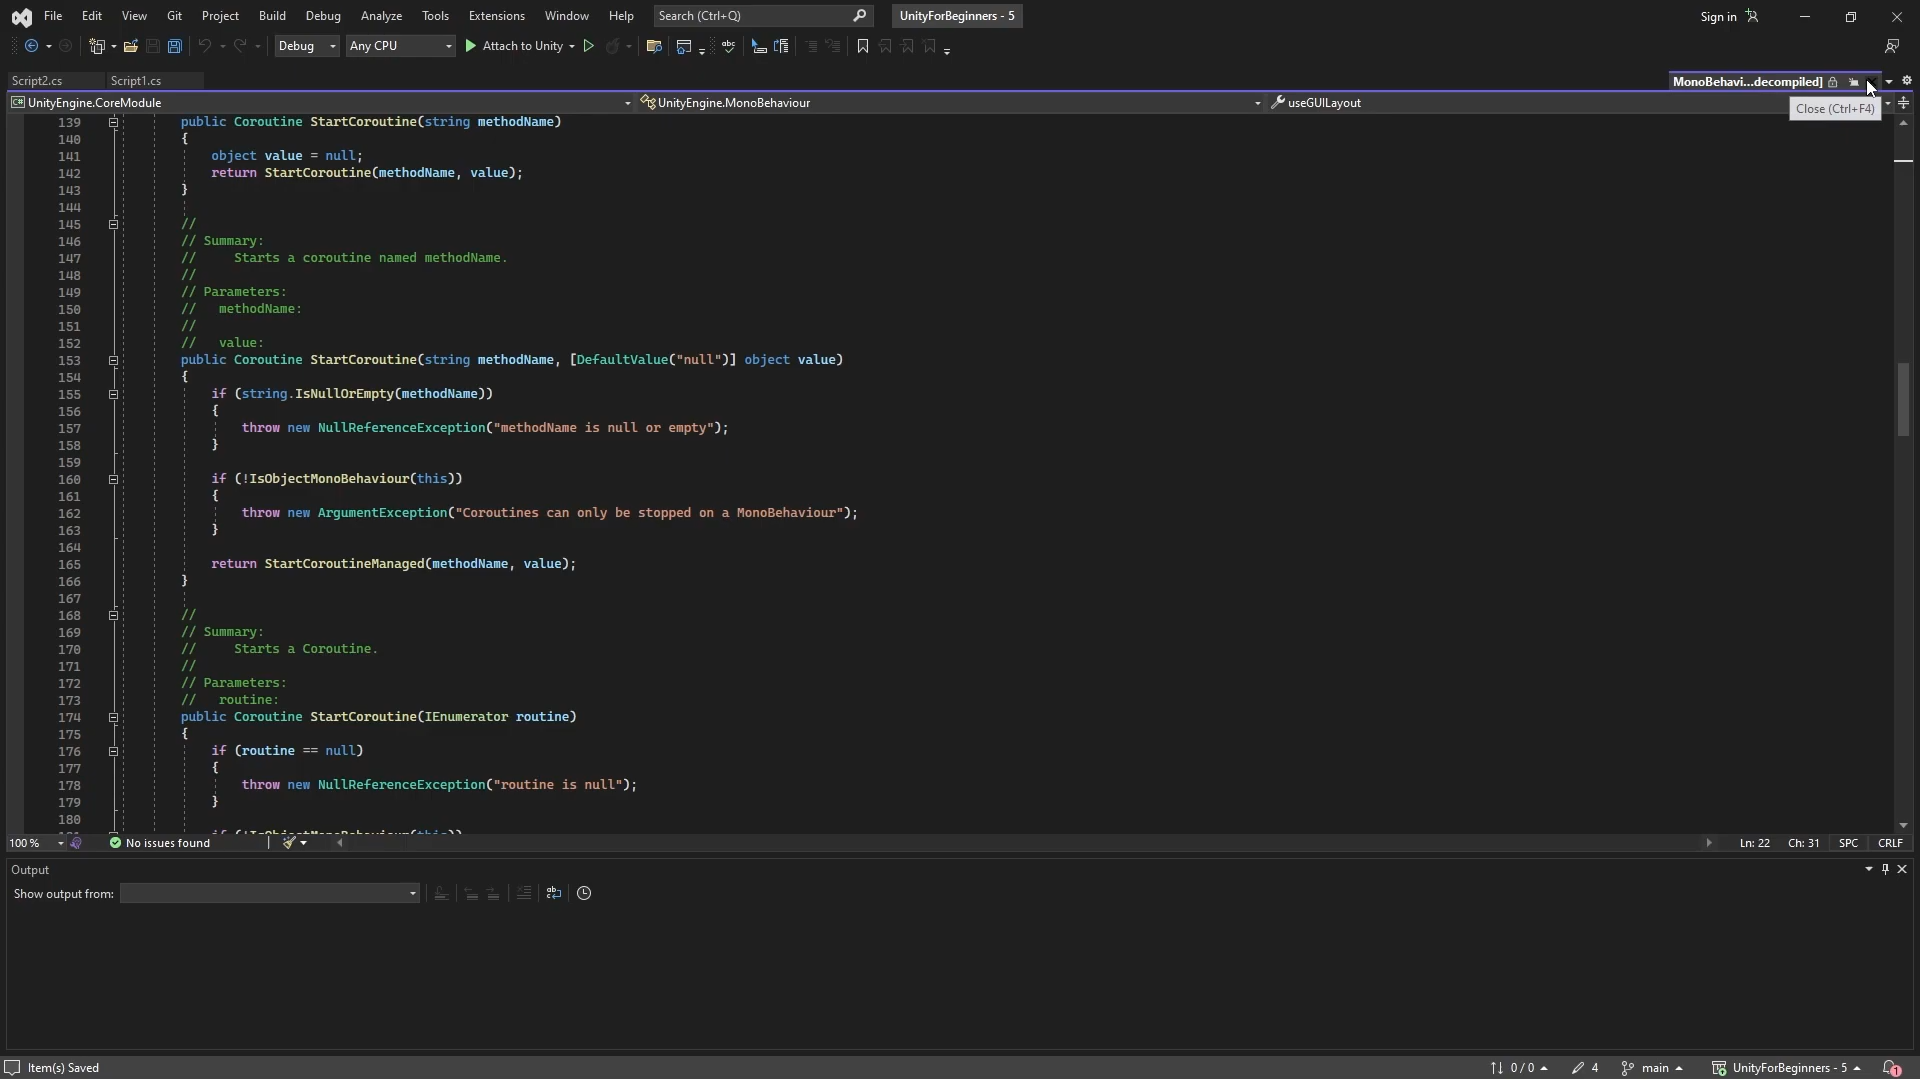 File Edit View Git Project Build Debug Analyze Tools Extensions Window Help Search (Ctrl+Q) UnityForBeginners - 5 Sign in
Debug Any CPU Attach to Unity
Script2.cs Script1.cs MonoBehavi...decompiled]
UnityEngine.CoreModule UnityEngine.MonoBehaviour useGUILayout
Close (Ctrl+F4)
139 public Coroutine StartCoroutine(string methodName)
140 {
141 object value = null;
142 return StartCoroutine(methodName, value);
143 }
144
145 //
146 // Summary:
147 // Starts a coroutine named methodName.
148 //
149 // Parameters:
150 // methodName:
151 //
152 // value:
153 public Coroutine StartCoroutine(string methodName, [DefaultValue("null")] object value)
154 {
155 if (string.IsNullOrEmpty(methodName))
156 {
157 throw new NullReferenceException("methodName is null or empty");
158 }
159
160 if (!IsObjectMonoBehaviour(this))
161 {
162 throw new ArgumentException("Coroutines can only be stopped on a MonoBehaviour");
163 }
164
165 return StartCoroutineManaged(methodName, value);
166 }
167
168 //
169 // Summary:
170 // Starts a Coroutine.
171 //
172 // Parameters:
173 // routine:
174 public Coroutine StartCoroutine(IEnumerator routine)
175 {
176 if (routine == null)
177 {
178 throw new NullReferenceException("routine is null");
179 }
180
181 if (!IsObjectMonoBehaviour(this))
100 % No issues found Ln: 22 Ch: 31 SPC CRLF
Output
Show output from:
Item(s) Saved 0 / 0 4 main UnityForBeginners - 5 1